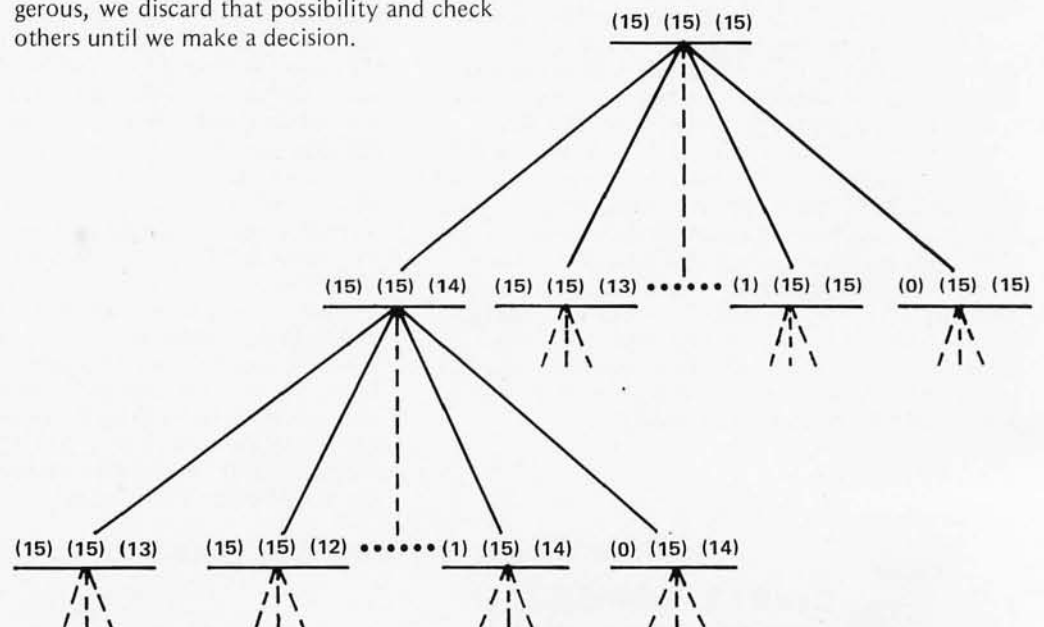 gerous, we discard that possibility and check
others until we make a decision.
(15) (15) (15)
(15) (15) (14) (15) (15) (13) •••••• (1) (15) (15) (0) (15) (15)
(15) (15) (13) (15) (15) (12) •••••• (1) (15) (14) (0) (15) (14)